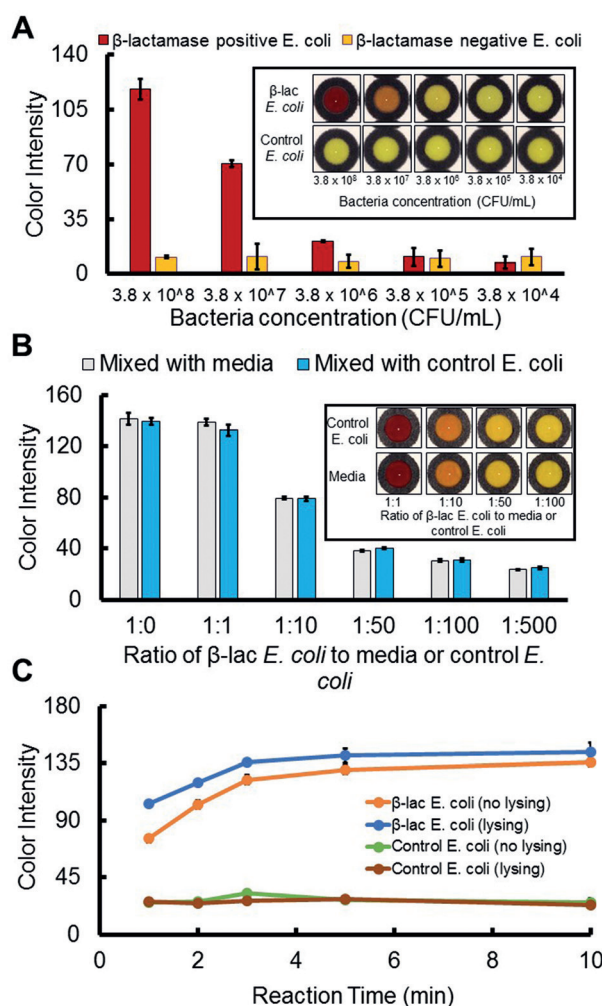 A
β-lactamase positive E. coli
β-lactamase negative E. coli
Color Intensity
140
105
70
35
0
β-lac
E. coli
Control
E. coli
3.8 x 10⁸
3.8 x 10⁷
3.8 x 10⁶
3.8 x 10⁵
3.8 x 10⁴
Bacteria concentration (CFU/mL)
3.8 x 10^8
3.8 x 10^7
3.8 x 10^6
3.8 x 10^5
3.8 x 10^4
Bacteria concentration (CFU/mL)
B
Mixed with media
Mixed with control E. coli
Color Intensity
160
120
80
40
0
Control
E. coli
Media
1:1
1:10
1:50
1:100
Ratio of β-lac E. coli to media or
control E. coli
1:0
1:1
1:10
1:50
1:100
1:500
Ratio of β-lac E. coli to media or control E.
coli
C
Color Intensity
180
135
90
45
0
β-lac E. coli (no lysing)
β-lac E. coli (lysing)
Control E. coli (no lysing)
Control E. coli (lysing)
0
2
4
6
8
10
Reaction Time (min)